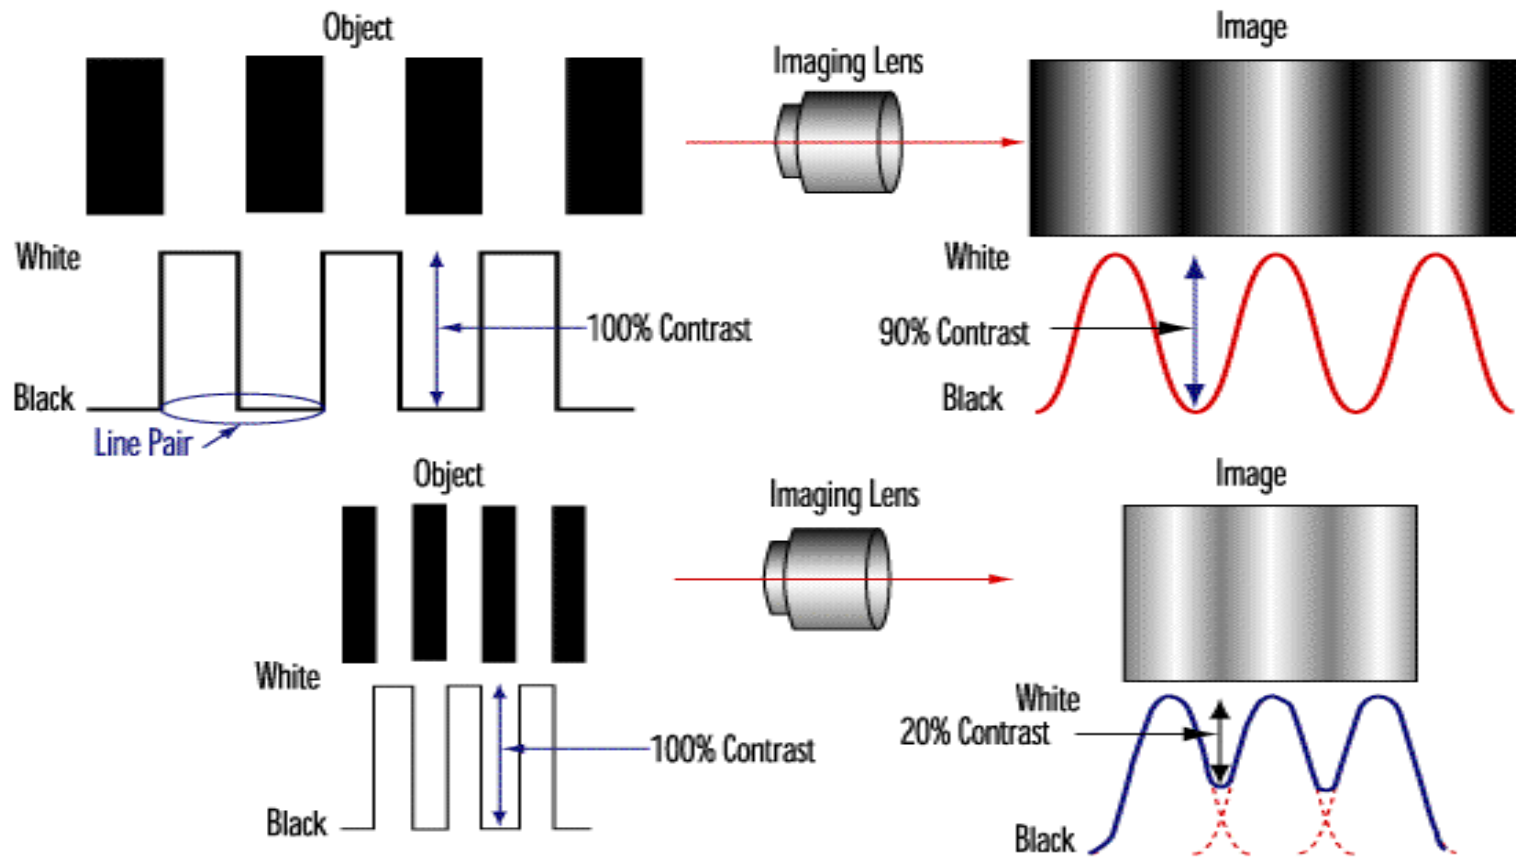 Object
Imaging Lens
Image
White
100% Contrast
Black
Line Pair
White
90% Contrast
Black
Object
Imaging Lens
Image
White
100% Contrast
Black
White
20% Contrast
Black